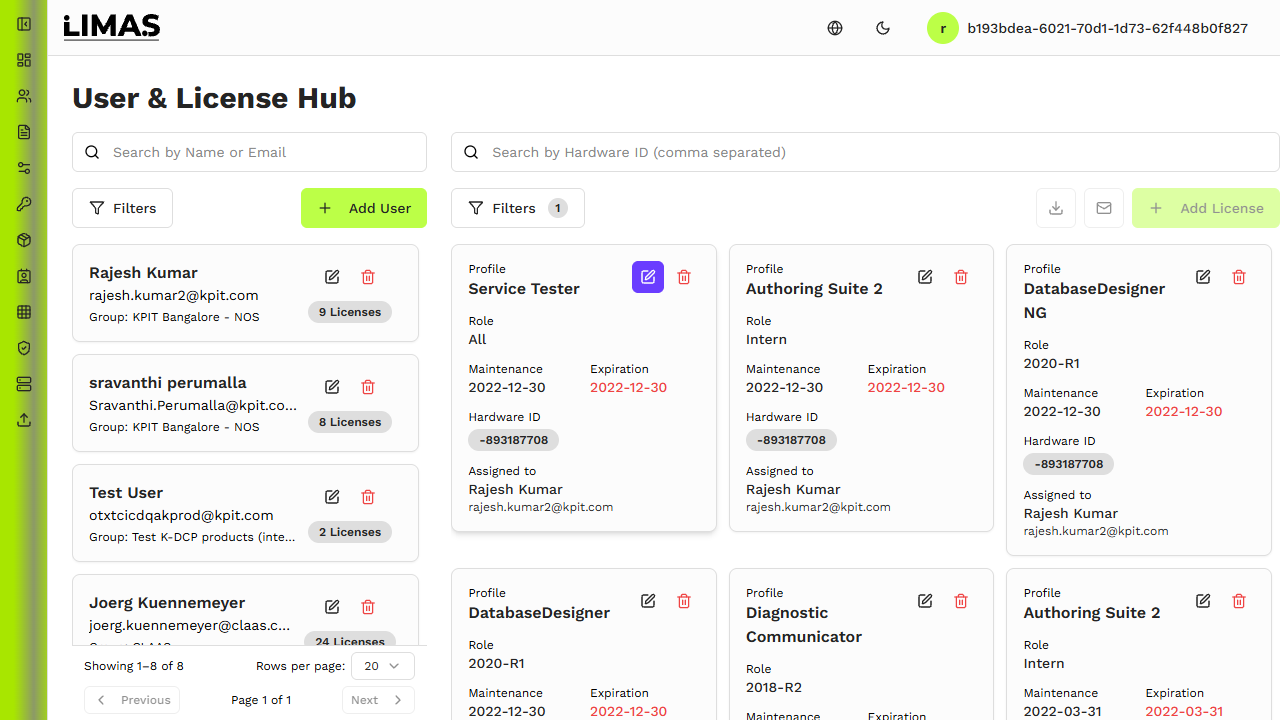 LIMAS
r
b193bdea-6021-70d1-1d73-62f448b0f827
User & License Hub
Search by Name or Email
Search by Hardware ID (comma separated)
Filters
Add User
Filters 1
Add License
Rajesh Kumar
rajesh.kumar2@kpit.com
Group: KPIT Bangalore - NOS
9 Licenses
sravanthi perumalla
Sravanthi.Perumalla@kpit.co...
Group: KPIT Bangalore - NOS
8 Licenses
Test User
otxtcicdqakprod@kpit.com
Group: Test K-DCP products (inte...
2 Licenses
Joerg Kuennemeyer
joerg.kuennemeyer@claas.c...
24 Licenses
Showing 1–8 of 8
Rows per page: 20
Previous
Page 1 of 1
Next
Profile
Service Tester
Role
All
Maintenance Expiration
2022-12-30 2022-12-30
Hardware ID
-893187708
Assigned to
Rajesh Kumar
rajesh.kumar2@kpit.com
Profile
Authoring Suite 2
Role
Intern
Maintenance Expiration
2022-12-30 2022-12-30
Hardware ID
-893187708
Assigned to
Rajesh Kumar
rajesh.kumar2@kpit.com
Profile
DatabaseDesigner
NG
Role
2020-R1
Maintenance Expiration
2022-12-30 2022-12-30
Hardware ID
-893187708
Assigned to
Rajesh Kumar
rajesh.kumar2@kpit.com
Profile
DatabaseDesigner
Role
2020-R1
Maintenance Expiration
2022-12-30 2022-12-30
Profile
Diagnostic
Communicator
Role
2018-R2
Maintenance Expiration
Profile
Authoring Suite 2
Role
Intern
Maintenance Expiration
2022-03-31 2022-03-31